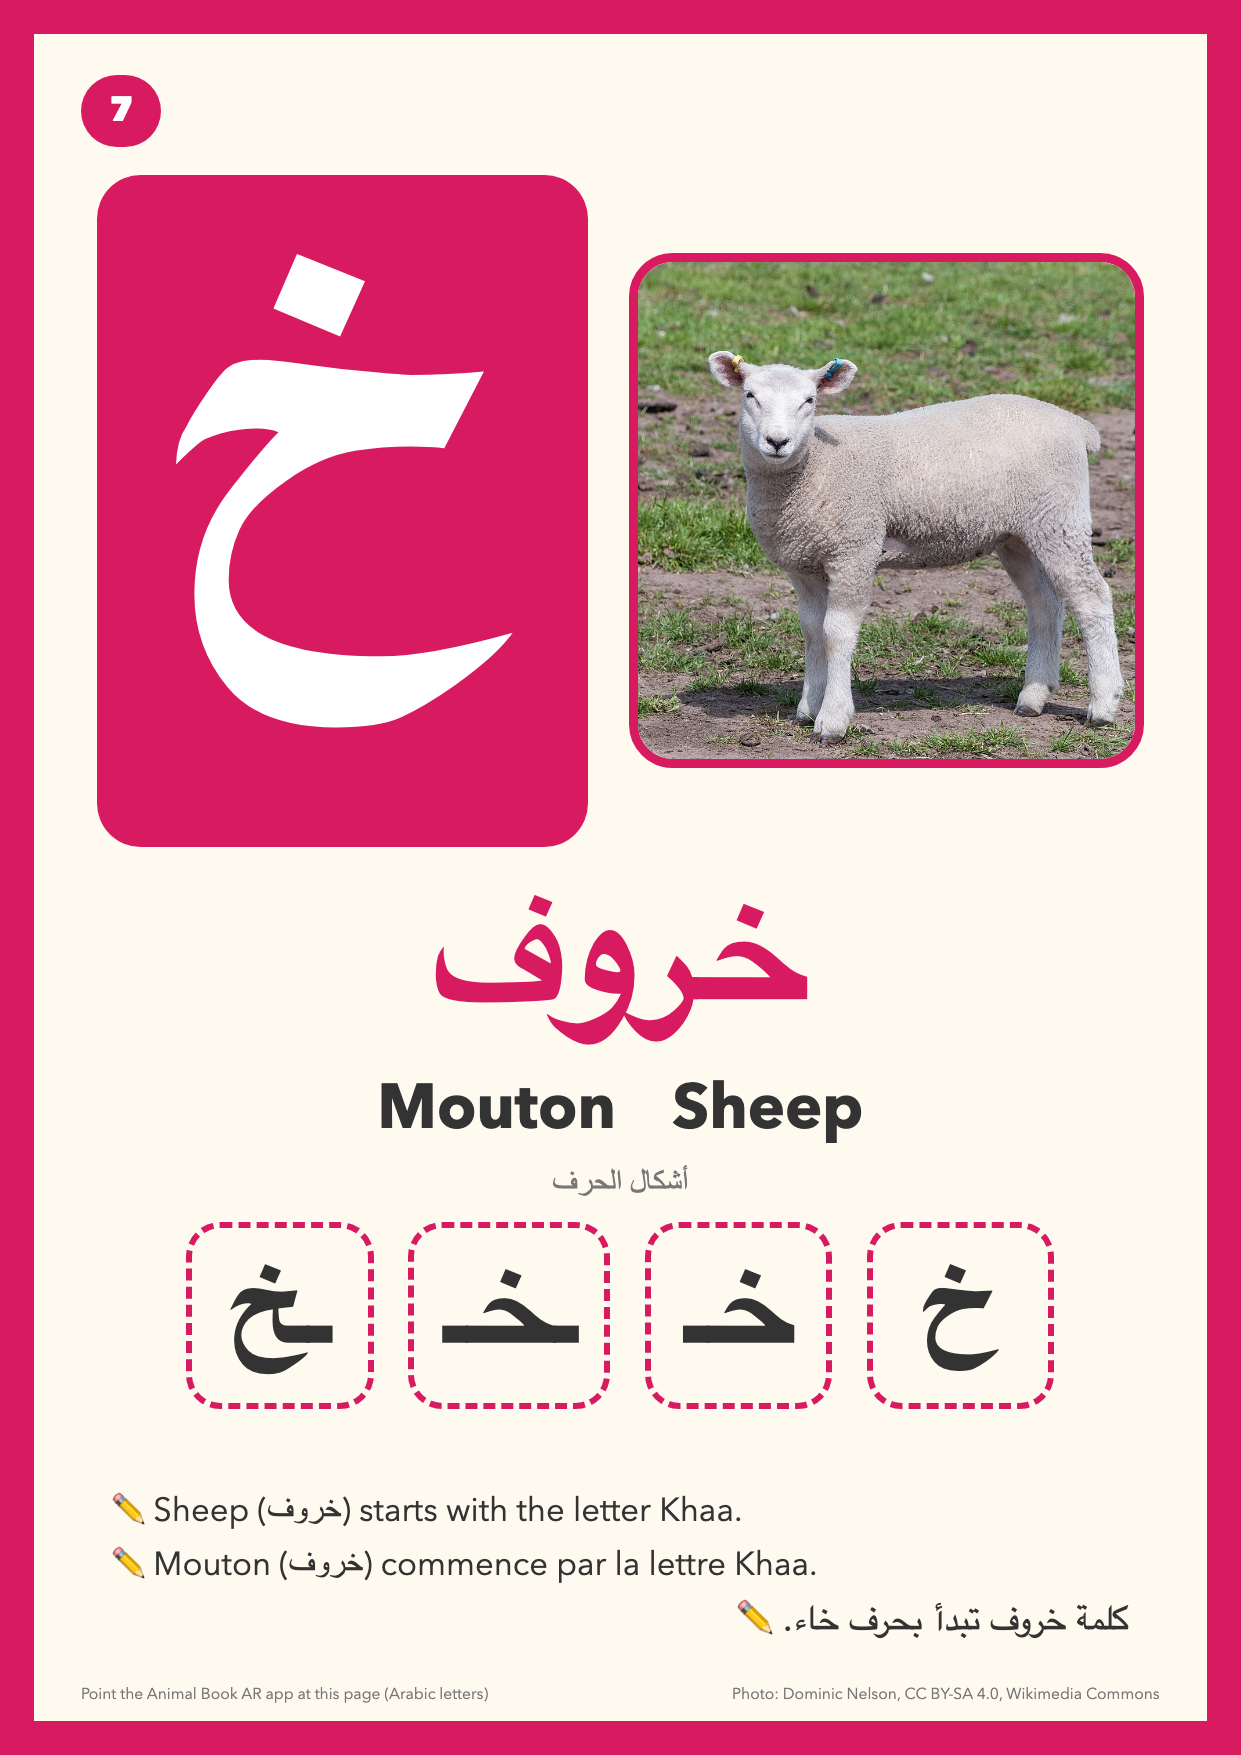 7
خ
خروف
Mouton Sheep
أشكال الحرف
خ خـ ـخـ ـخ
✏️ Sheep (خروف) starts with the letter Khaa.
✏️ Mouton (خروف) commence par la lettre Khaa.
كلمة خروف تبدأ بحرف خاء. ✏️
Point the Animal Book AR app at this page (Arabic letters)
Photo: Dominic Nelson, CC BY-SA 4.0, Wikimedia Commons